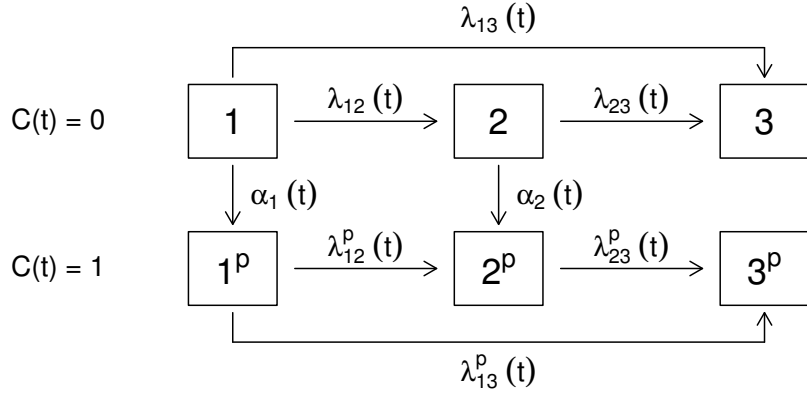 λ₁₃ (t)
C(t) = 0 1 λ₁₂ (t) 2 λ₂₃ (t) 3
α₁ (t) α₂ (t)
C(t) = 1 1ᵖ λᵖ₁₂ (t) 2ᵖ λᵖ₂₃ (t) 3ᵖ
λᵖ₁₃ (t)